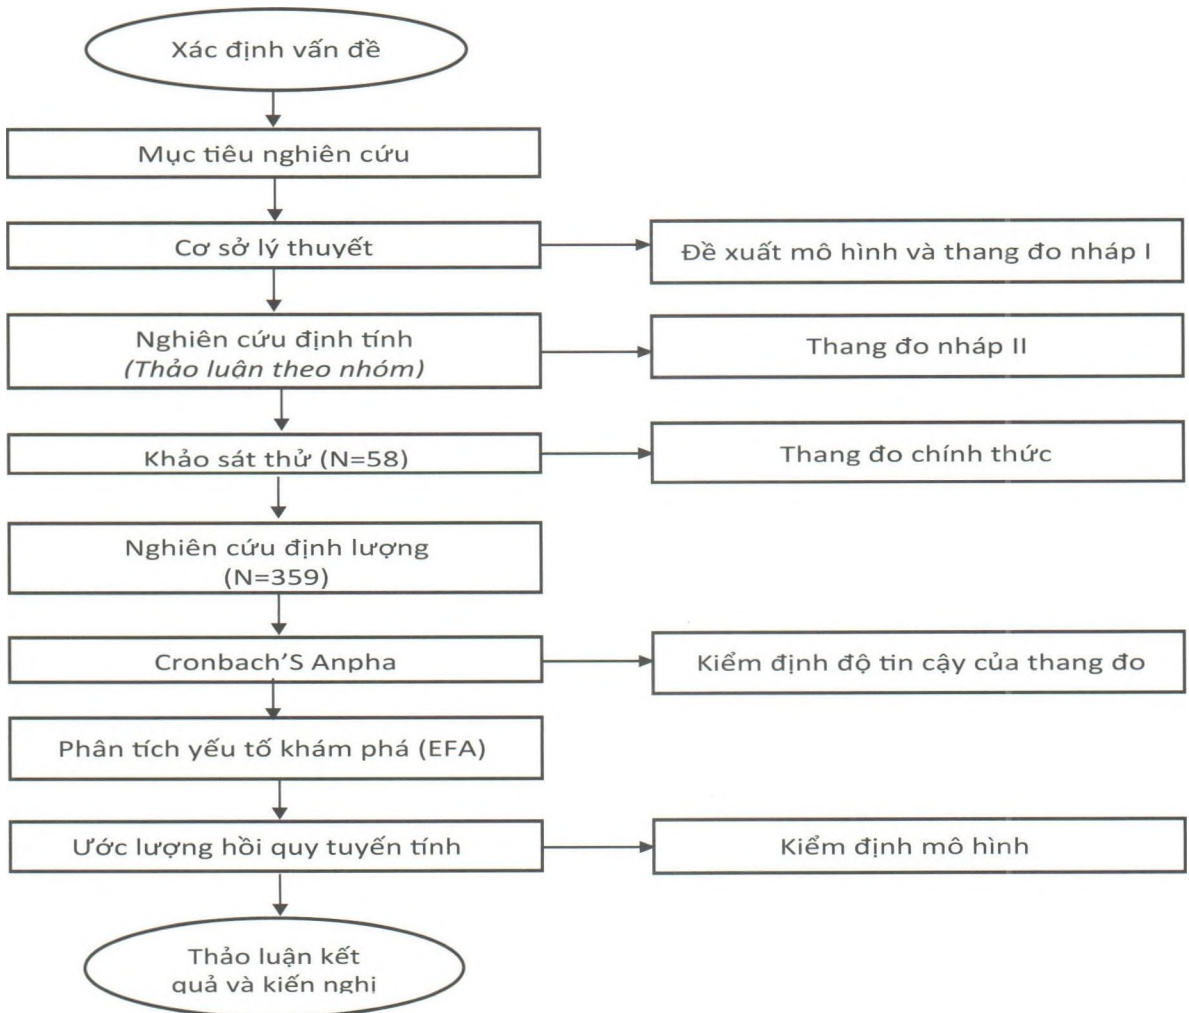 Xác định vấn đề
Mục tiêu nghiên cứu
Cơ sở lý thuyết
Đề xuất mô hình và thang đo nháp I
Nghiên cứu định tính
(Thảo luận theo nhóm)
Thang đo nháp II
Khảo sát thử (N=58)
Thang đo chính thức
Nghiên cứu định lượng
(N=359)
Cronbach'S Anpha
Kiểm định độ tin cậy của thang đo
Phân tích yếu tố khám phá (EFA)
Ước lượng hồi quy tuyến tính
Kiểm định mô hình
Thảo luận kết
quả và kiến nghị